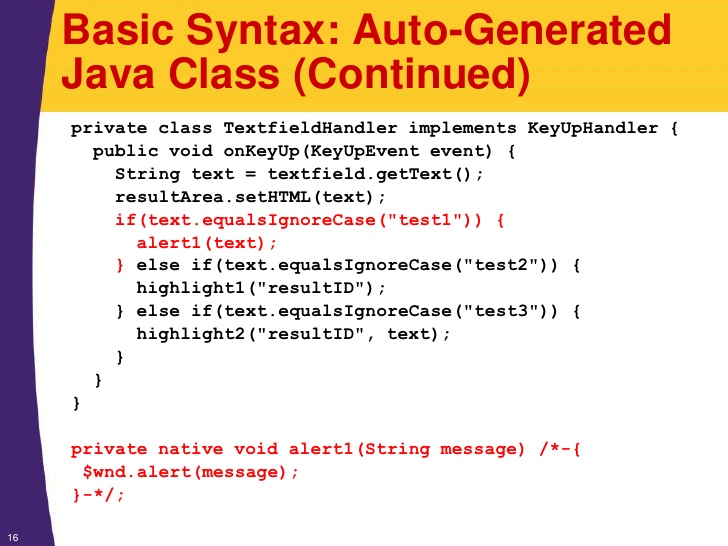 Basic Syntax: Auto-Generated
Java Class (Continued)
private class TextfieldHandler implements KeyUpHandler {
  public void onKeyUp(KeyUpEvent event) {
    String text = textfield.getText();
    resultArea.setHTML(text);
    if(text.equalsIgnoreCase("test1")) {
      alert1(text);
    } else if(text.equalsIgnoreCase("test2")) {
      highlight1("resultID");
    } else if(text.equalsIgnoreCase("test3")) {
      highlight2("resultID", text);
    }
  }
}
private native void alert1(String message) /*-{
 $wnd.alert(message);
}-*/;
16